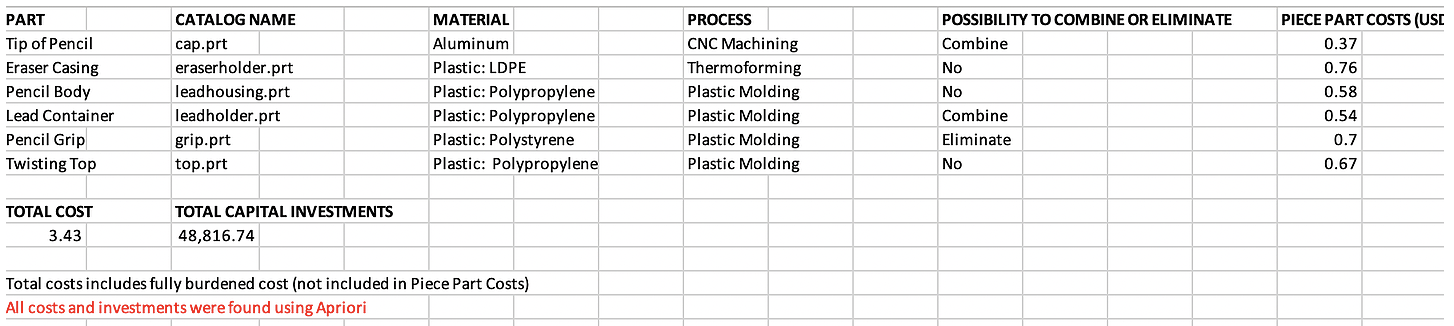 PART CATALOG NAME MATERIAL PROCESS POSSIBILITY TO COMBINE OR ELIMINATE PIECE PART COSTS (USD
Tip of Pencil cap.prt Aluminum CNC Machining Combine 0.37
Eraser Casing eraserholder.prt Plastic: LDPE Thermoforming No 0.76
Pencil Body leadhousing.prt Plastic: Polypropylene Plastic Molding No 0.58
Lead Container leadholder.prt Plastic: Polypropylene Plastic Molding Combine 0.54
Pencil Grip grip.prt Plastic: Polystyrene Plastic Molding Eliminate 0.7
Twisting Top top.prt Plastic: Polypropylene Plastic Molding No 0.67
TOTAL COST TOTAL CAPITAL INVESTMENTS
3.43 48,816.74
Total costs includes fully burdened cost (not included in Piece Part Costs)
All costs and investments were found using Apriori